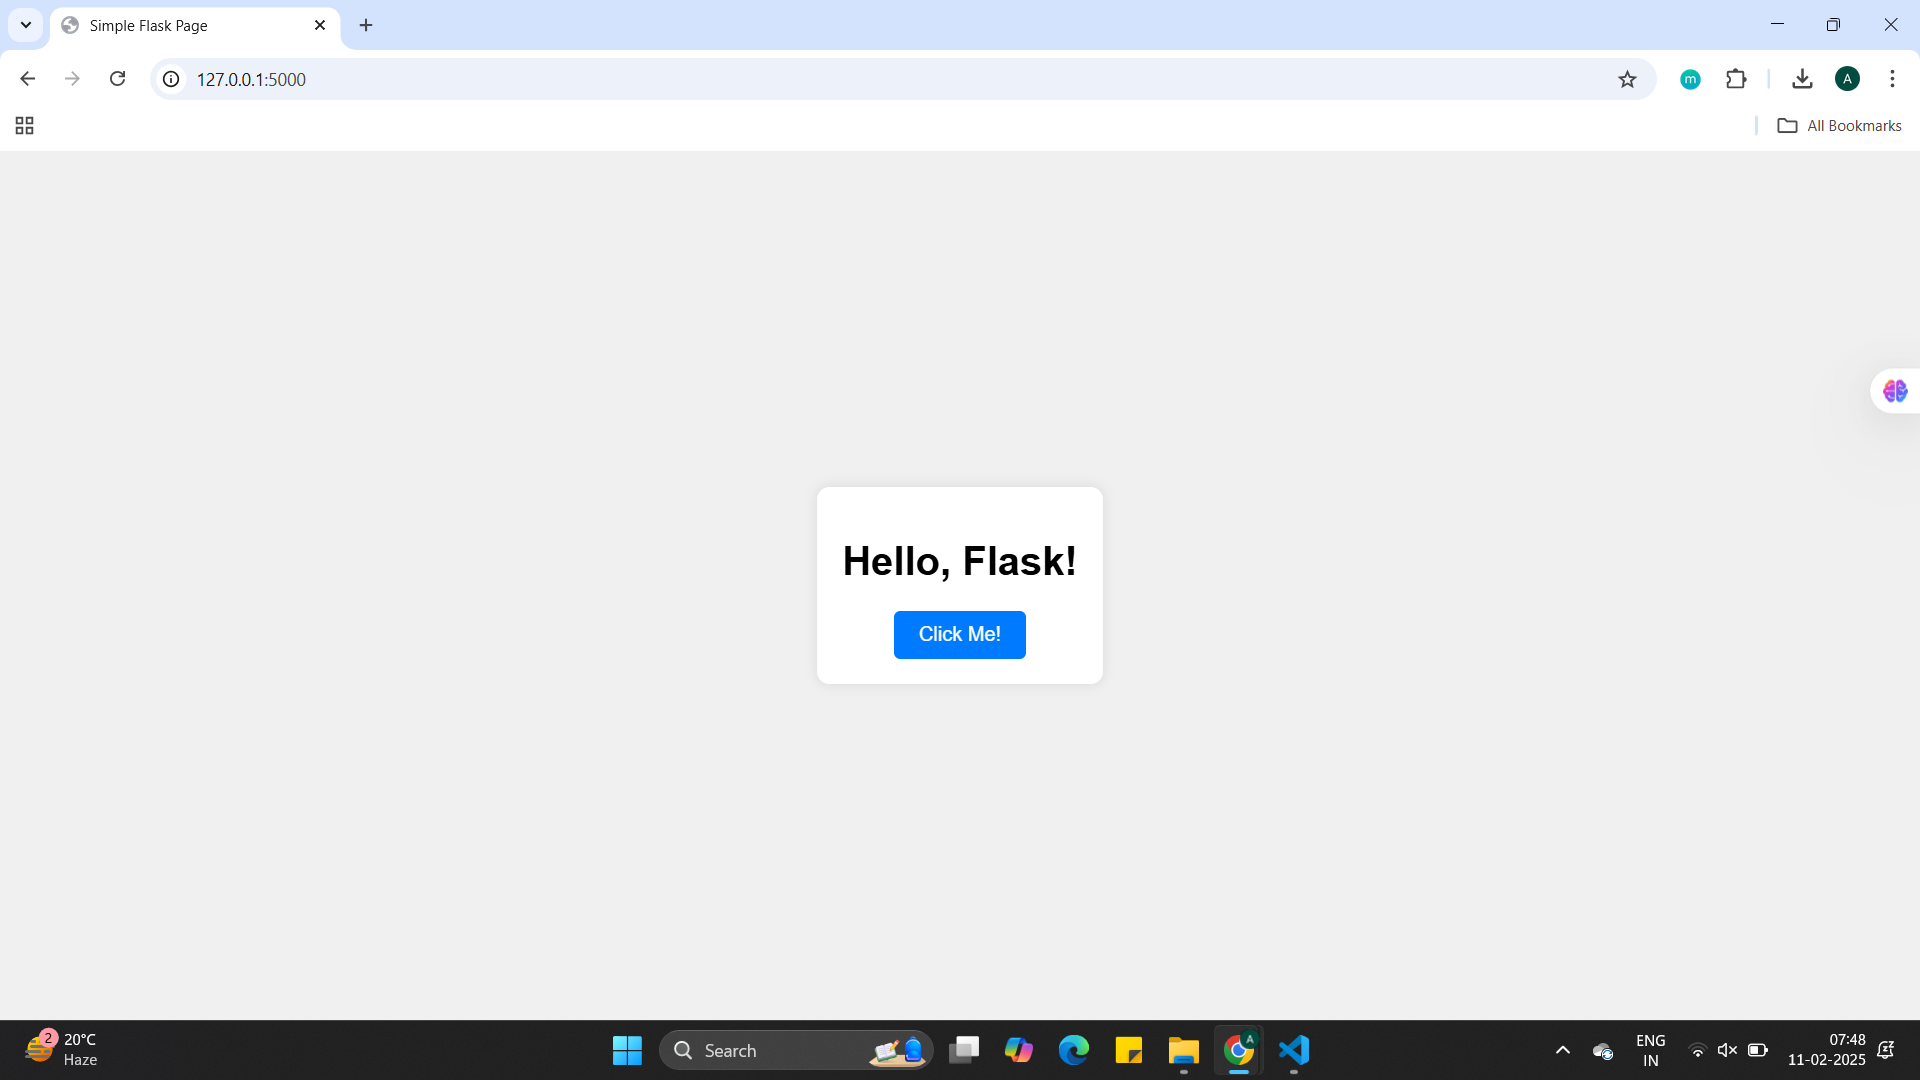 Simple Flask Page
127.0.0.1:5000
m
A
All Bookmarks
Hello, Flask!
Click Me!
2
20°C
Haze
Search
A
ENG
IN
07:48
11-02-2025